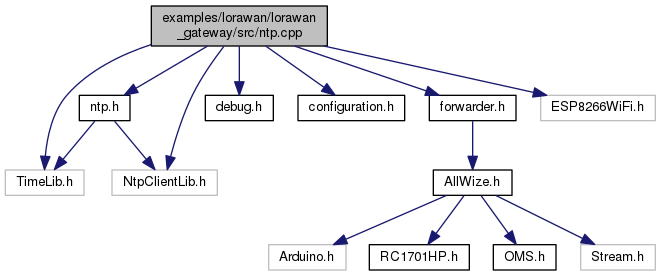 examples/lorawan/lorawan
_gateway/src/ntp.cpp
ntp.h
debug.h
configuration.h
forwarder.h
ESP8266WiFi.h
TimeLib.h
NtpClientLib.h
AllWize.h
Arduino.h
RC1701HP.h
OMS.h
Stream.h